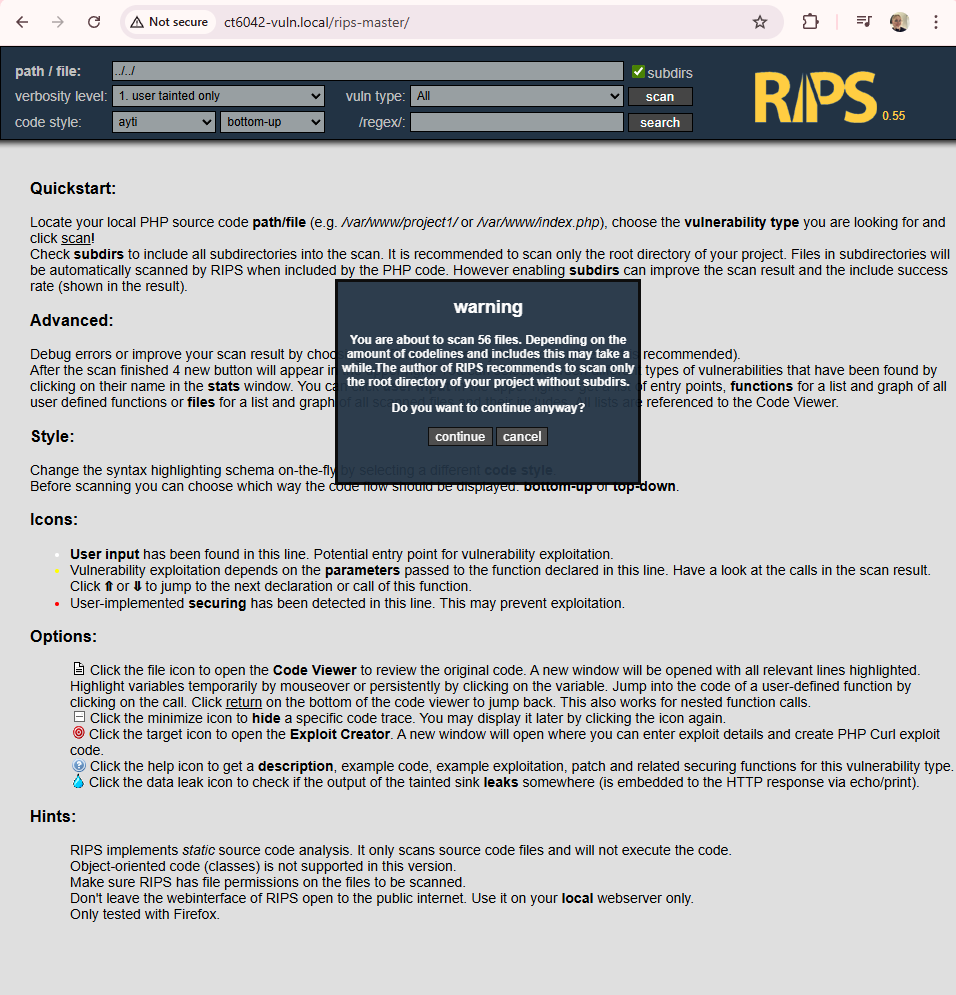 Not secure ct6042-vuln.local/rips-master/
path / file: ../../ subdirs
verbosity level: 1. user tainted only vuln type: All scan
code style: ayti bottom-up /regex/: search
RIPS 0.55
Quickstart:
Locate your local PHP source code path/file (e.g. /var/www/project1/ or /var/www/index.php), choose the vulnerability type you are looking for and
click scan!
Check subdirs to include all subdirectories into the scan. It is recommended to scan only the root directory of your project. Files in subdirectories will
be automatically scanned by RIPS when included by the PHP code. However enabling subdirs can improve the scan result and the include success
rate (shown in the result).
warning
You are about to scan 56 files. Depending on the
amount of codelines and includes this may take a
while.The author of RIPS recommends to scan only
the root directory of your project without subdirs.
Do you want to continue anyway?
continue cancel
Advanced:
Debug errors or improve your scan result by choo recommended).
After the scan finished 4 new button will appear in types of vulnerabilities that have been found by
clicking on their name in the stats window. You can of entry points, functions for a list and graph of all
user defined functions or files for a list and graph of all scanned files and their includes. All lists are referenced to the Code Viewer.
Style:
Change the syntax highlighting schema on-the-fly by selecting a different code style
Before scanning you can choose which way the code flow should be displayed: bottom-up or top-down.
Icons:
User input has been found in this line. Potential entry point for vulnerability exploitation.
Vulnerability exploitation depends on the parameters passed to the function declared in this line. Have a look at the calls in the scan result.
Click ⇑ or ⇓ to jump to the next declaration or call of this function.
User-implemented securing has been detected in this line. This may prevent exploitation.
Options:
Click the file icon to open the Code Viewer to review the original code. A new window will be opened with all relevant lines highlighted.
Highlight variables temporarily by mouseover or persistently by clicking on the variable. Jump into the code of a user-defined function by
clicking on the call. Click return on the bottom of the code viewer to jump back. This also works for nested function calls.
Click the minimize icon to hide a specific code trace. You may display it later by clicking the icon again.
Click the target icon to open the Exploit Creator. A new window will open where you can enter exploit details and create PHP Curl exploit
code.
Click the help icon to get a description, example code, example exploitation, patch and related securing functions for this vulnerability type.
Click the data leak icon to check if the output of the tainted sink leaks somewhere (is embedded to the HTTP response via echo/print).
Hints:
RIPS implements static source code analysis. It only scans source code files and will not execute the code.
Object-oriented code (classes) is not supported in this version.
Make sure RIPS has file permissions on the files to be scanned.
Don't leave the webinterface of RIPS open to the public internet. Use it on your local webserver only.
Only tested with Firefox.